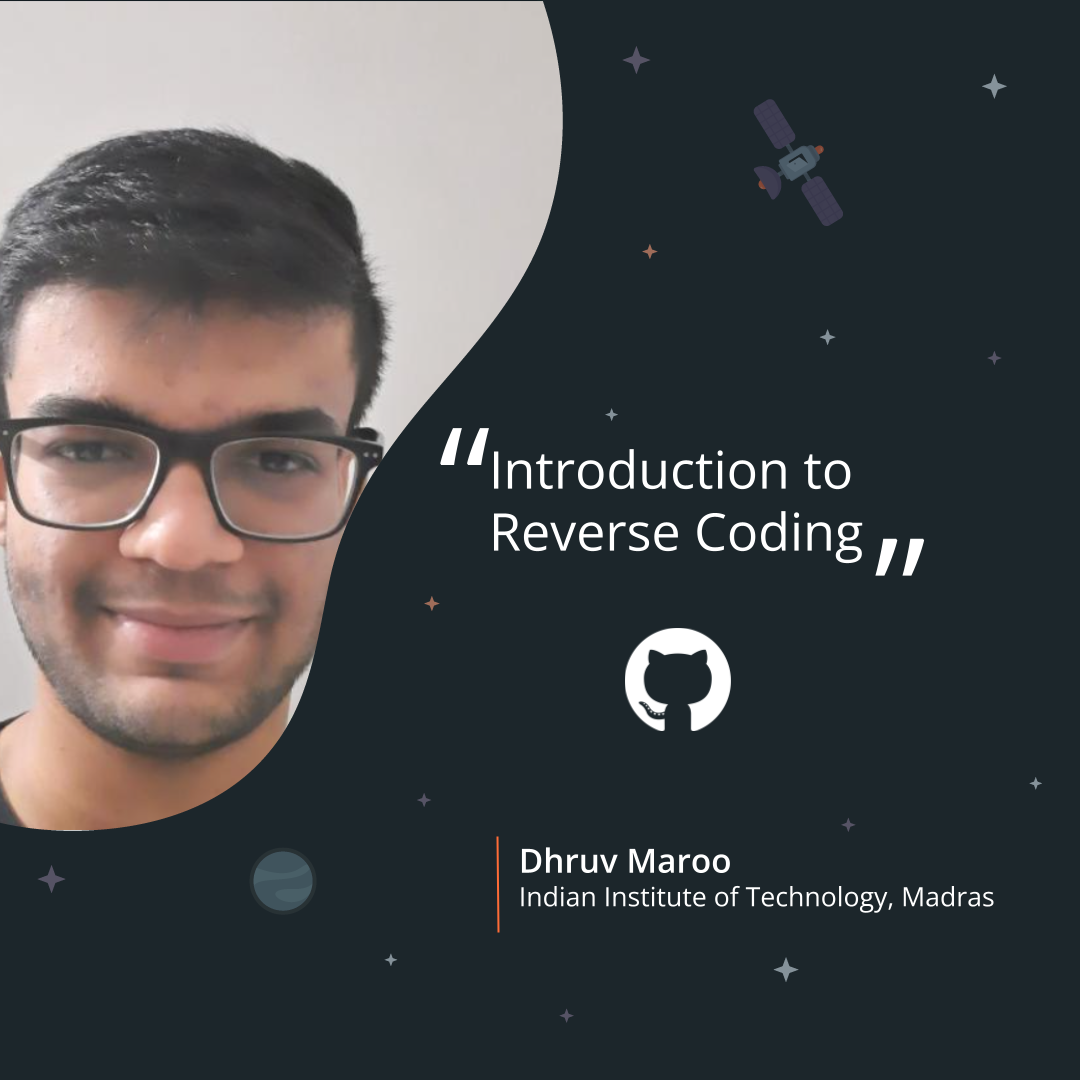 “Introduction to
Reverse Coding”
Dhruv Maroo
Indian Institute of Technology, Madras